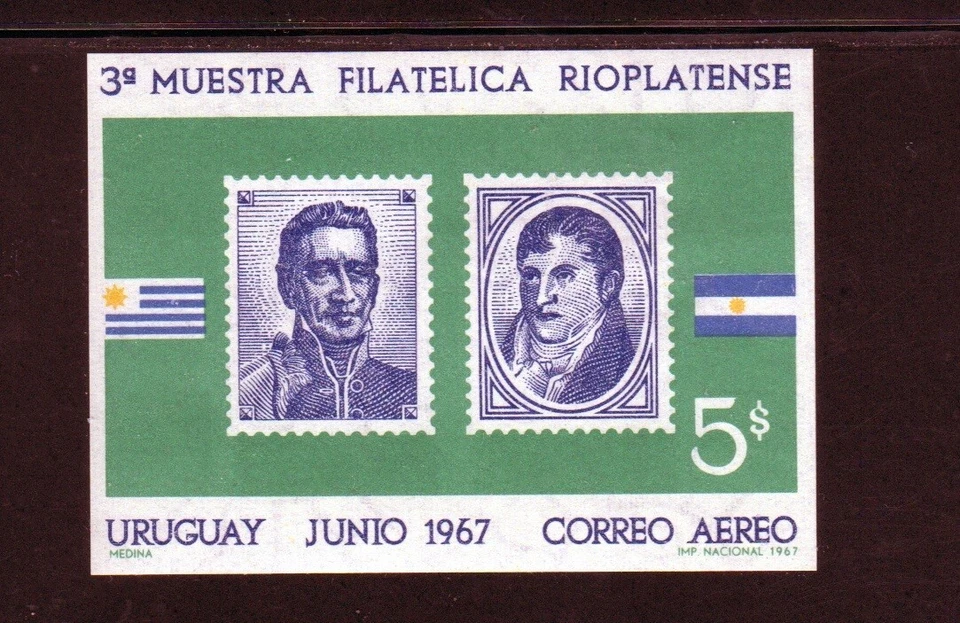 3ª MUESTRA FILATELICA RIOPLATENSE
5$
URUGUAY JUNIO 1967 CORREO AEREO
MEDINA IMP. NACIONAL 1967